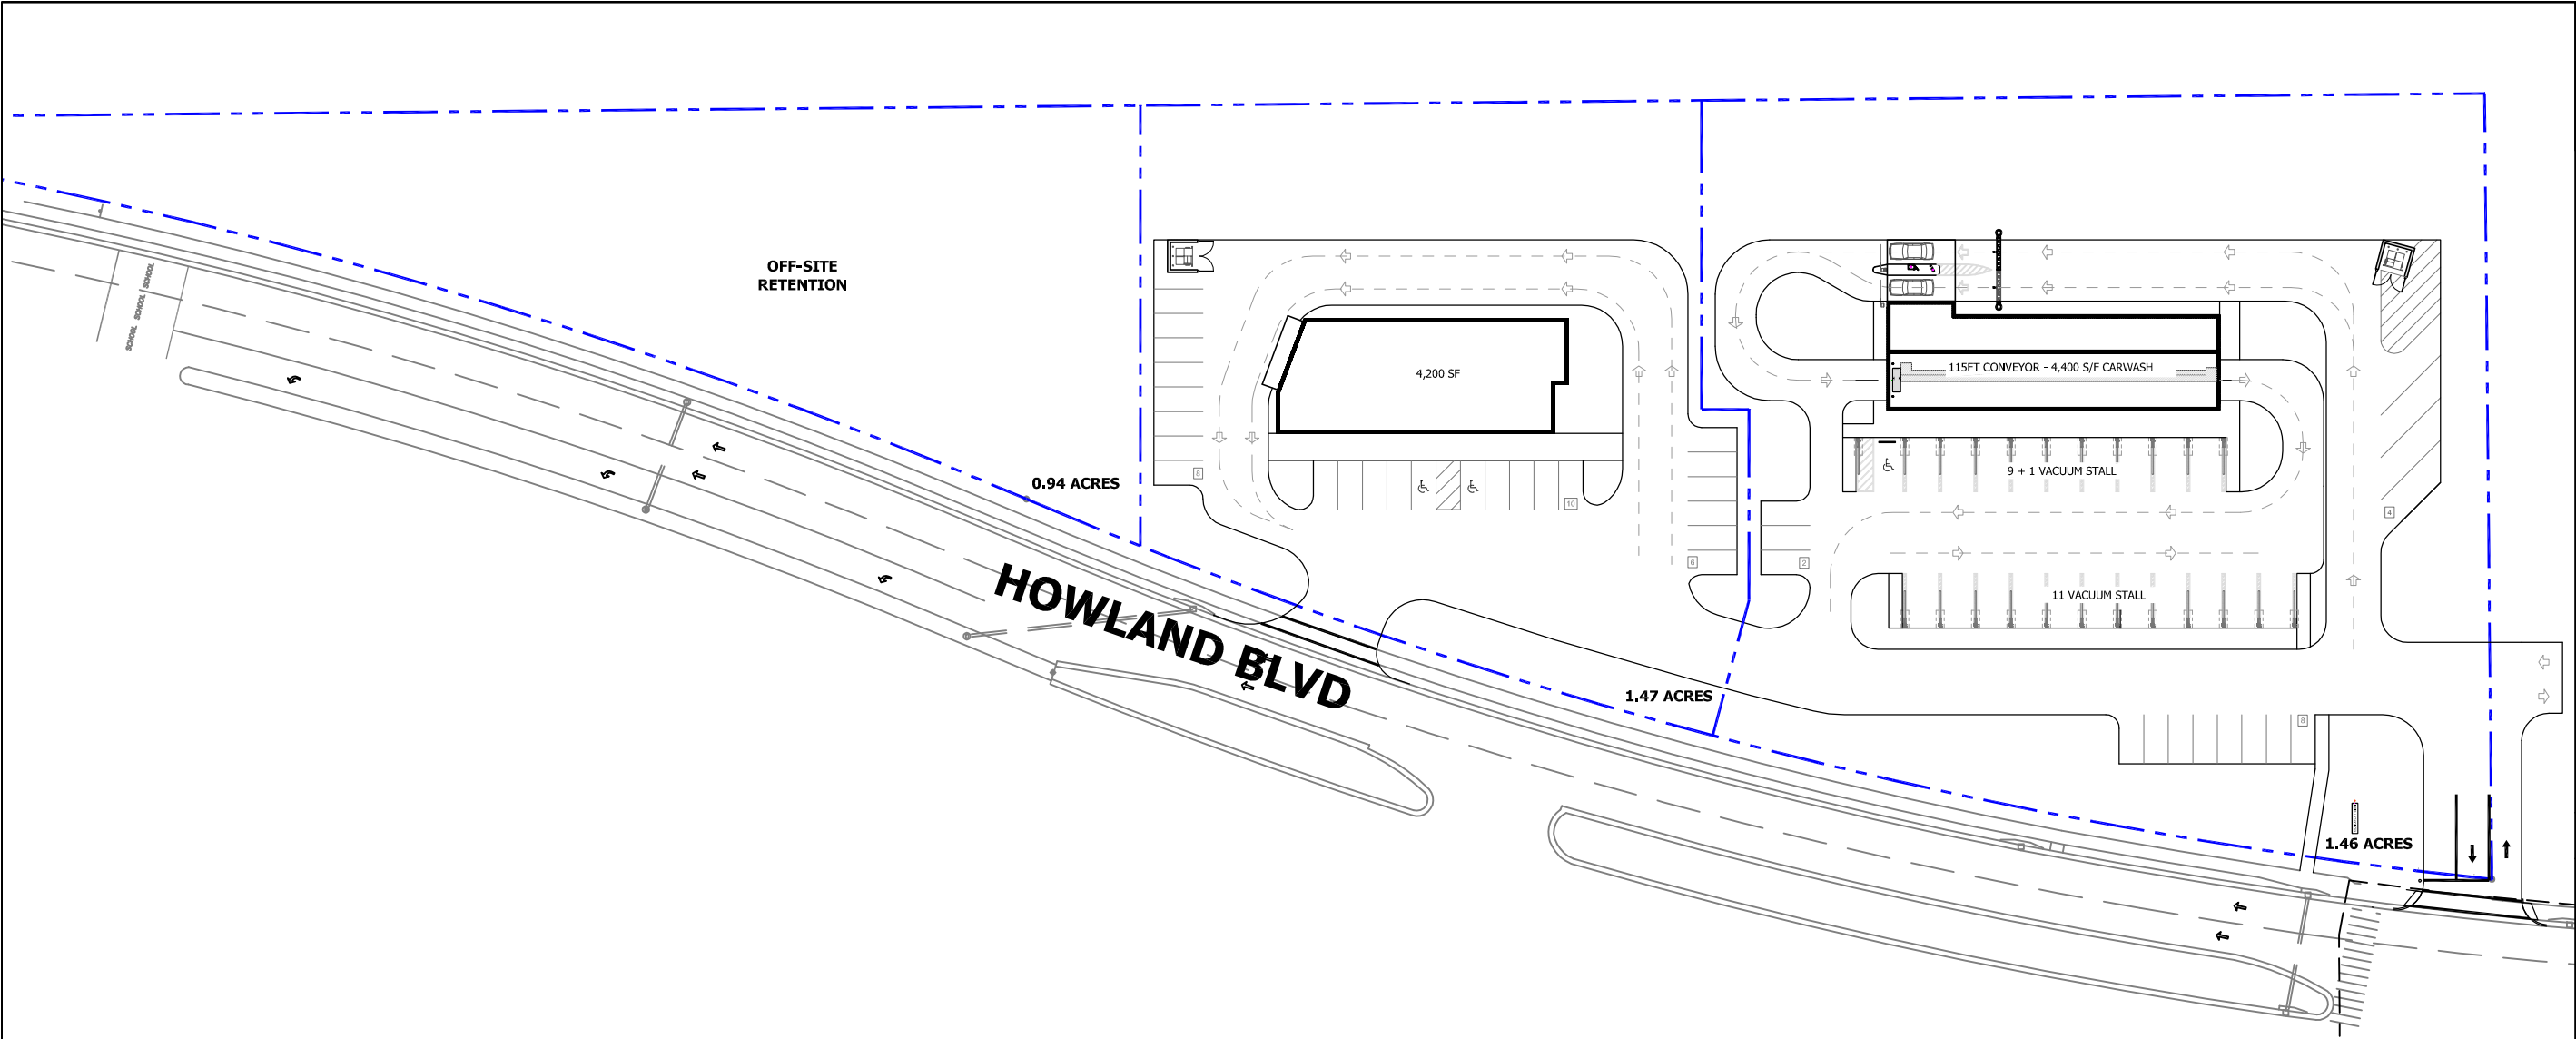 SCHOOL
SCHOOL
SCHOOL
OFF-SITE
RETENTION
0.94 ACRES
HOWLAND BLVD
4,200 SF
8
10
6
2
1.47 ACRES
115FT CONVEYOR - 4,400 S/F CARWASH
9 + 1 VACUUM STALL
11 VACUUM STALL
4
8
1.46 ACRES